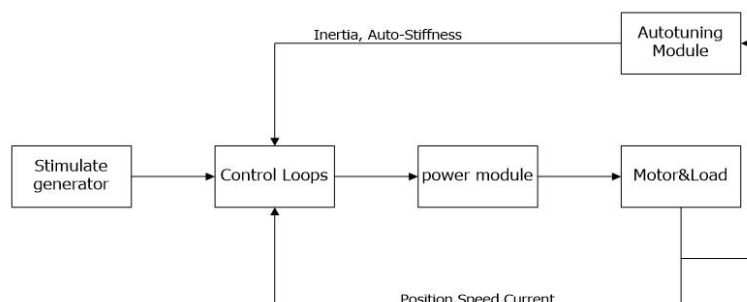 Inertia, Auto-Stiffness
Autotuning
Module
Stimulate
generator
Control Loops
power module
Motor&Load
Position Speed Current